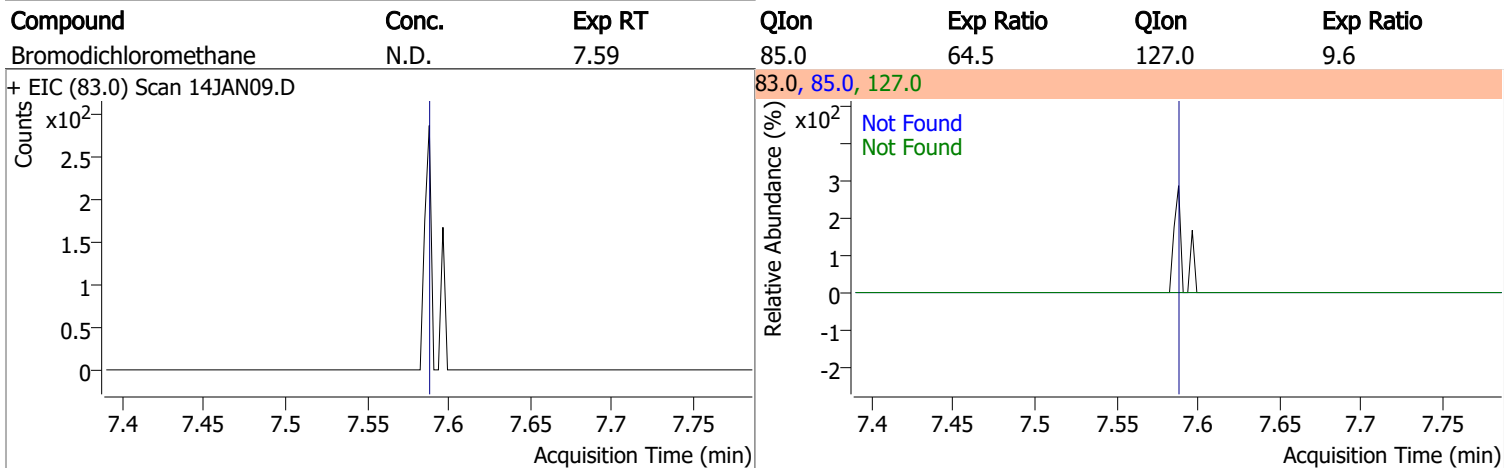 Compound Conc. Exp RT QIon Exp Ratio QIon Exp Ratio
Bromodichloromethane N.D. 7.59 85.0 64.5 127.0 9.6
+ EIC (83.0) Scan 14JAN09.D
Counts
x10²
2.5
2
1.5
1
0.5
0
7.4 7.45 7.5 7.55 7.6 7.65 7.7 7.75
Acquisition Time (min)
83.0, 85.0, 127.0
Relative Abundance (%)
x10²
Not Found
Not Found
3
2
1
0
-1
-2
7.4 7.45 7.5 7.55 7.6 7.65 7.7 7.75
Acquisition Time (min)